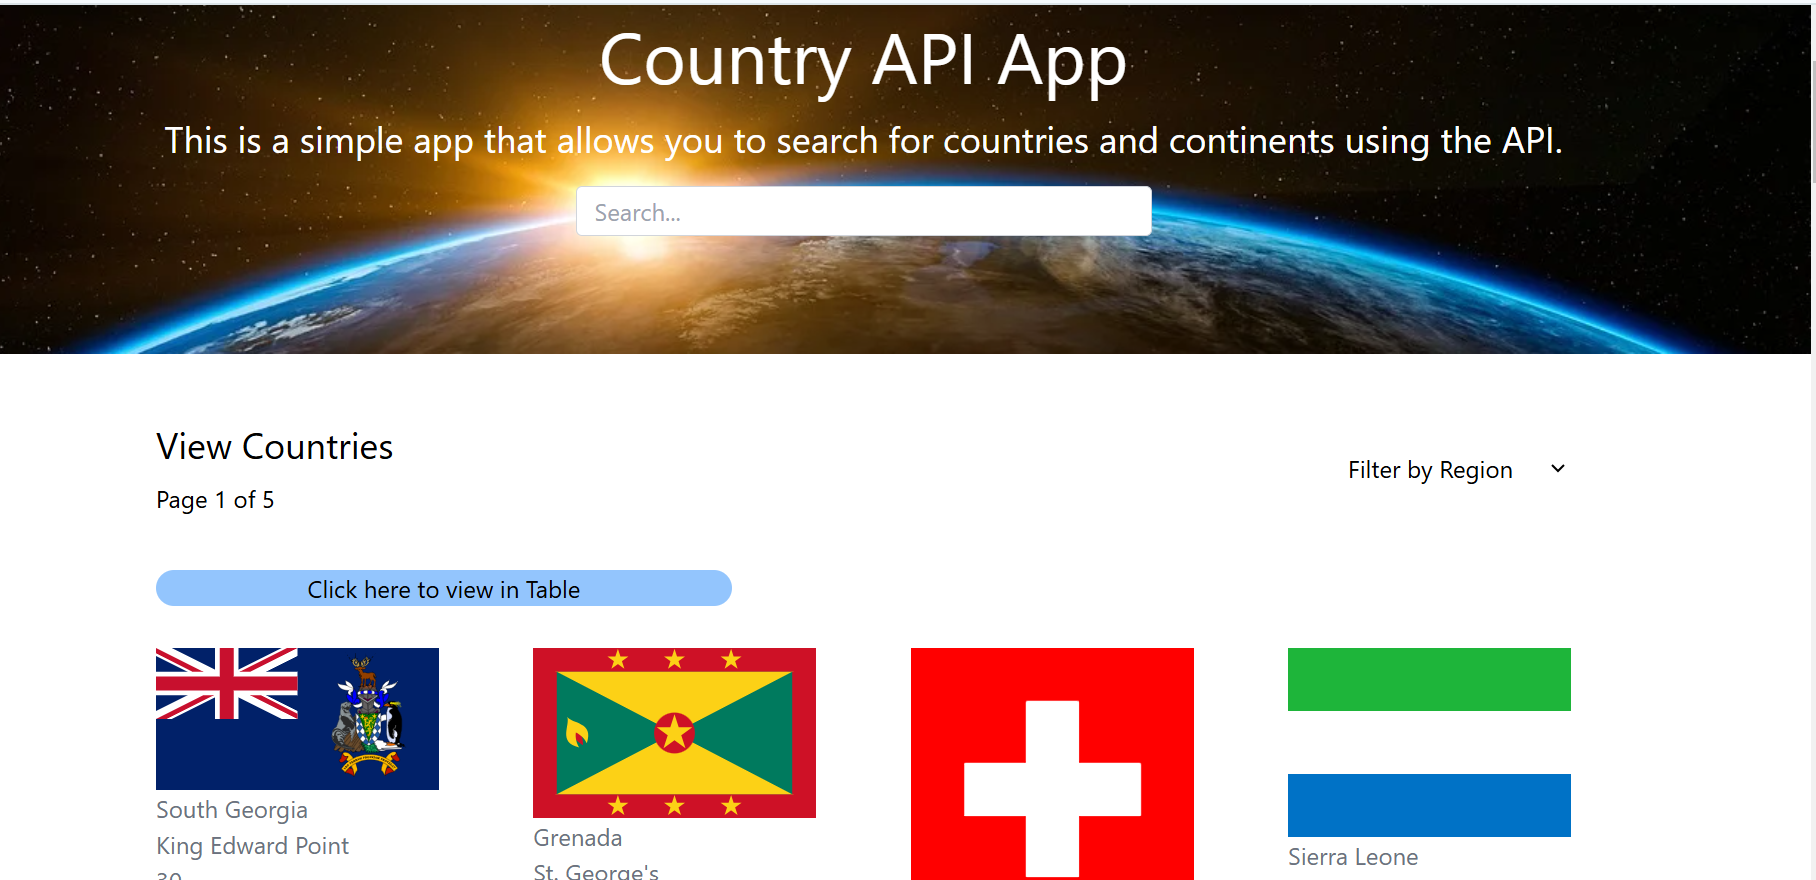 Country API App
This is a simple app that allows you to search for countries and continents using the API.
Search...
View Countries
Page 1 of 5
Filter by Region
Click here to view in Table
South Georgia
King Edward Point
30
Grenada
St. George's
Sierra Leone